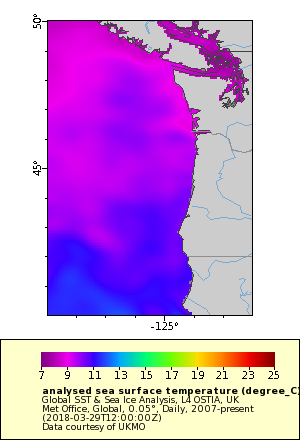 50°
45°
-125°
7 9 11 13 15 17 19 21 23 25
analysed sea surface temperature (degree_C)
Global SST & Sea Ice Analysis, L4 OSTIA, UK
Met Office, Global, 0.05°, Daily, 2007-present
(2018-03-29T12:00:00Z)
Data courtesy of UKMO